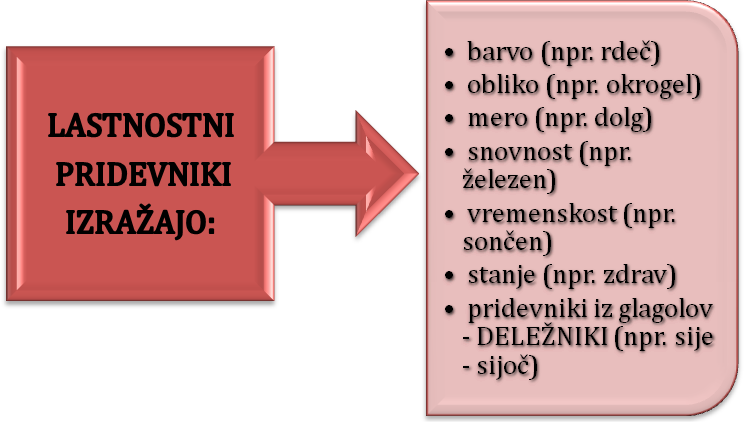 LASTNOSTNI
PRIDEVNIKI
IZRAŽAJO:
• barvo (npr. rdeč)
• obliko (npr. okrogel)
• mero (npr. dolg)
• snovnost (npr.
železen)
• vremenskost (npr.
sončen)
• stanje (npr. zdrav)
• pridevniki iz glagolov
- DELEŽNIKI (npr. sije
- sijoč)